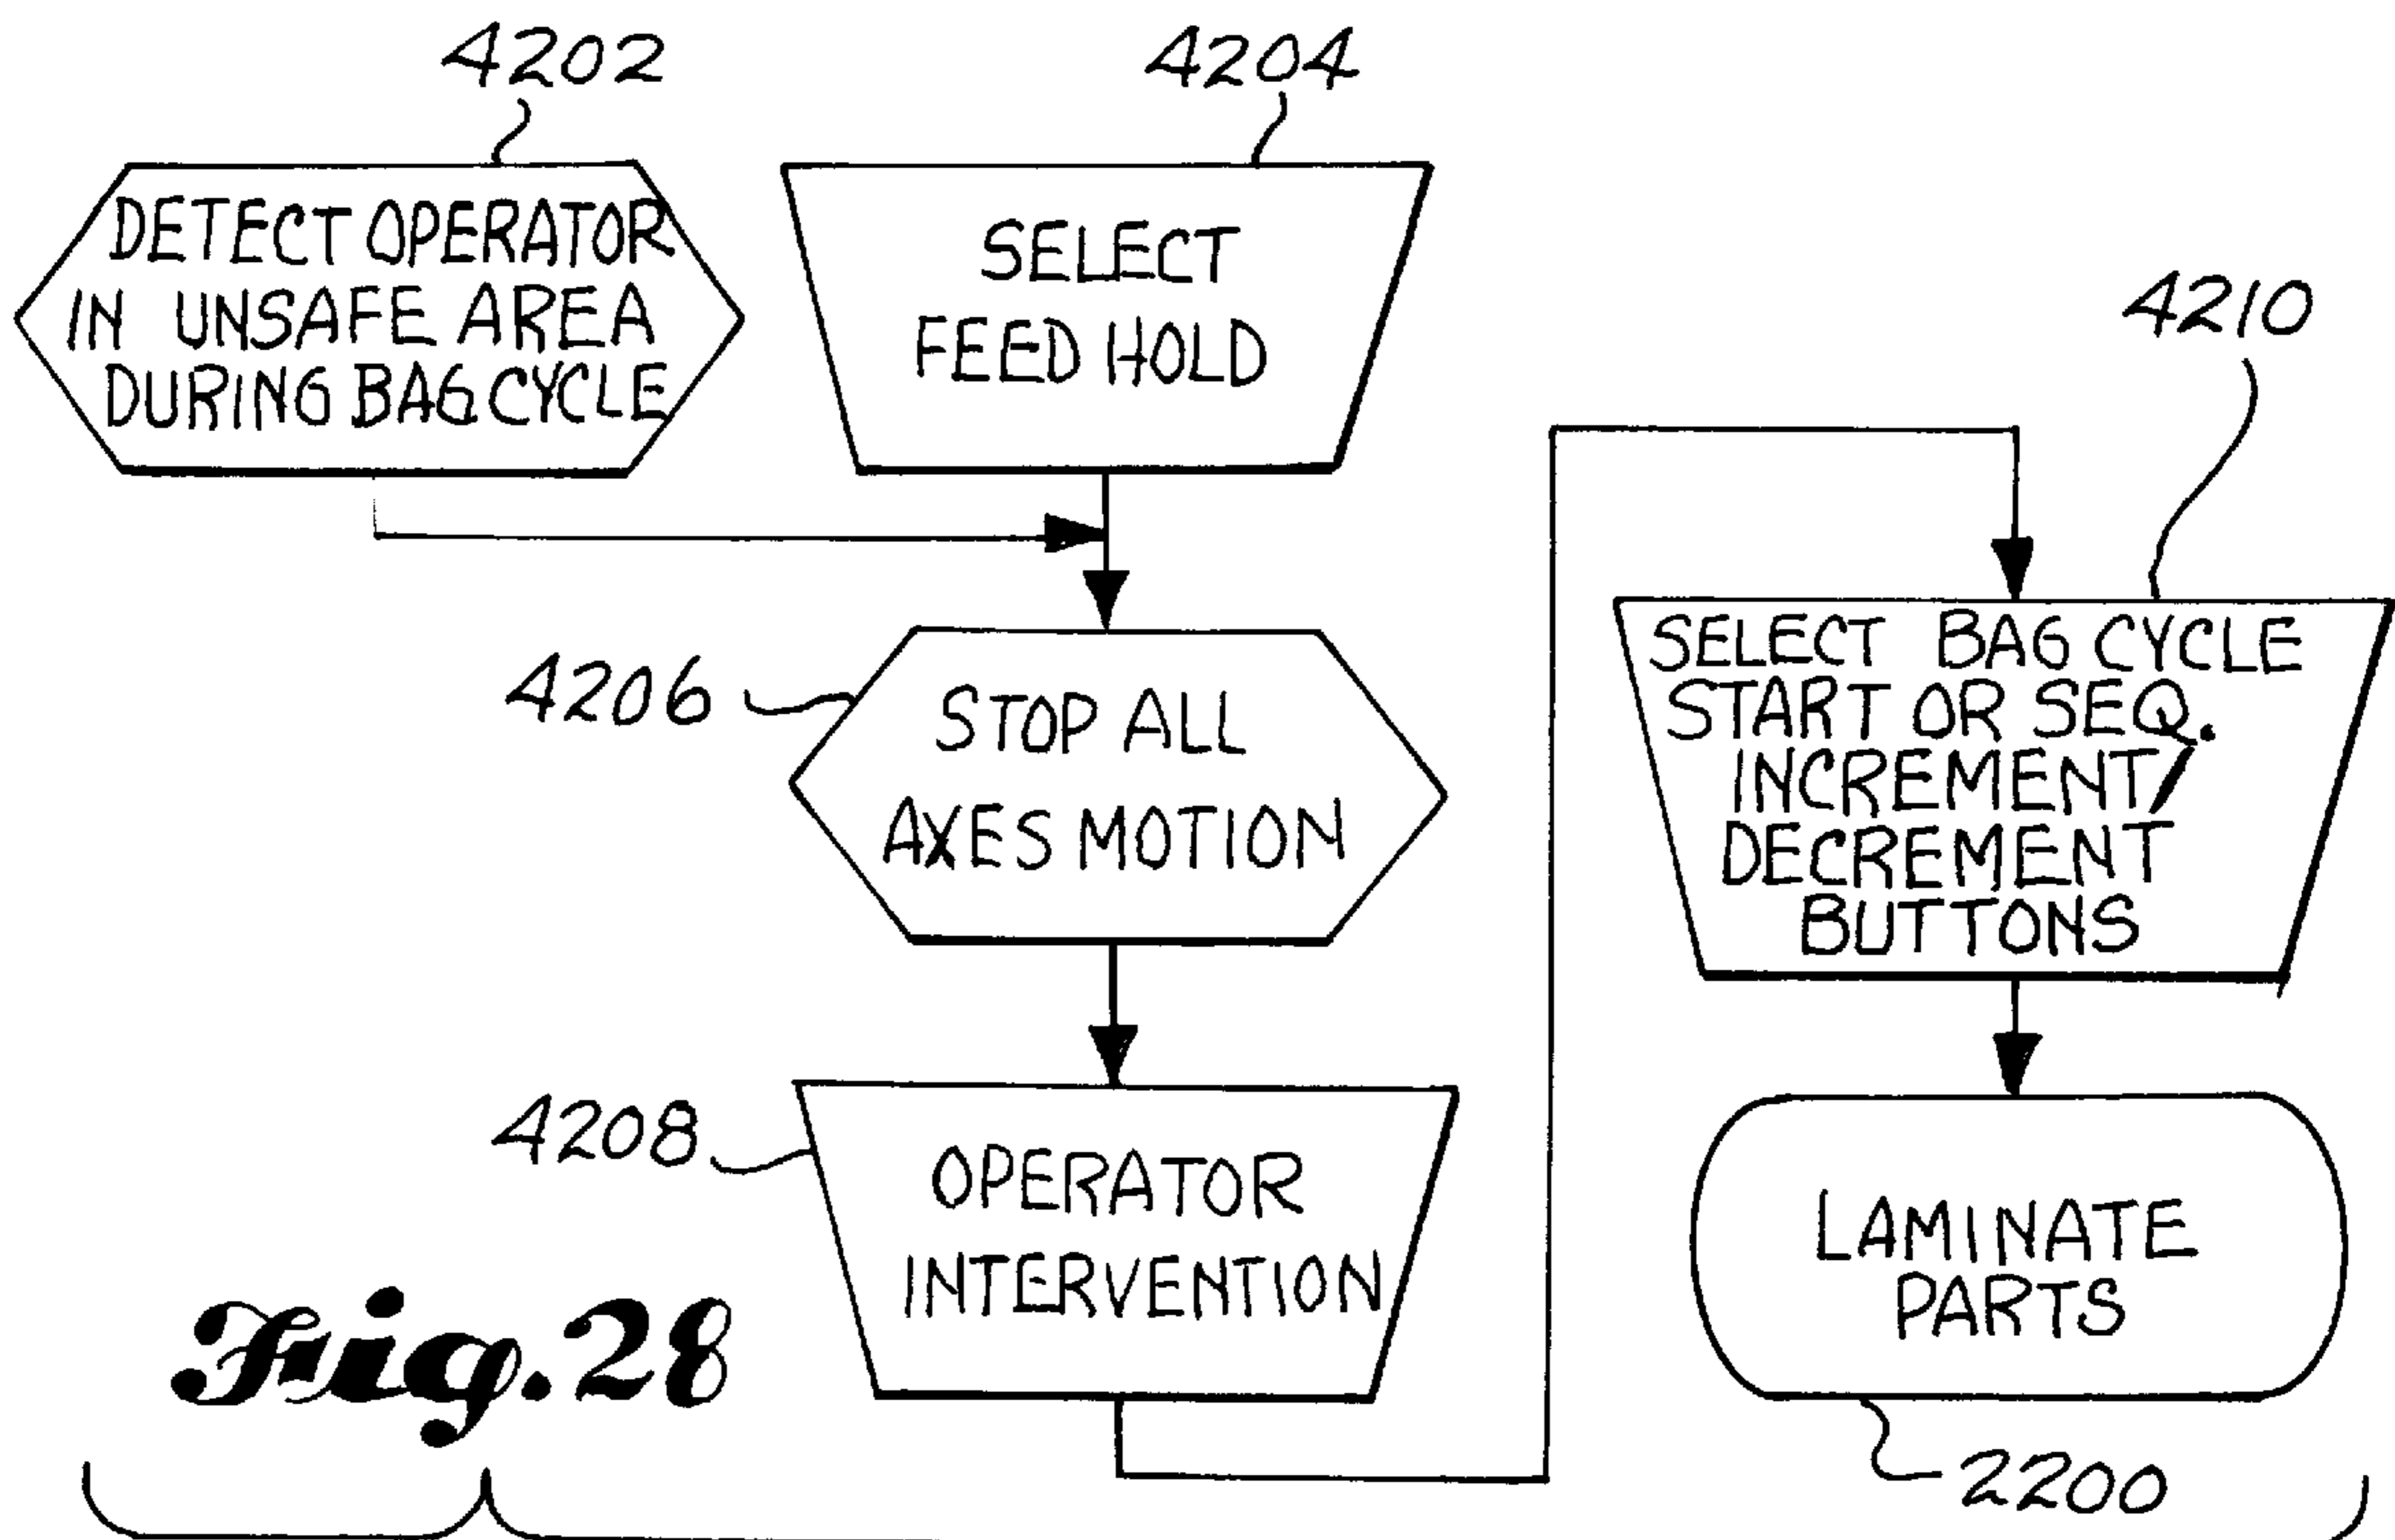 4202
DETECT OPERATOR
IN UNSAFE AREA
DURING BAG CYCLE
4204
SELECT
FEED HOLD
4206
STOP ALL
AXES MOTION
4208
OPERATOR
INTERVENTION
4210
SELECT BAG CYCLE
START OR SEQ.
INCREMENT/
DECREMENT
BUTTONS
LAMINATE
PARTS
2200
Fig. 28